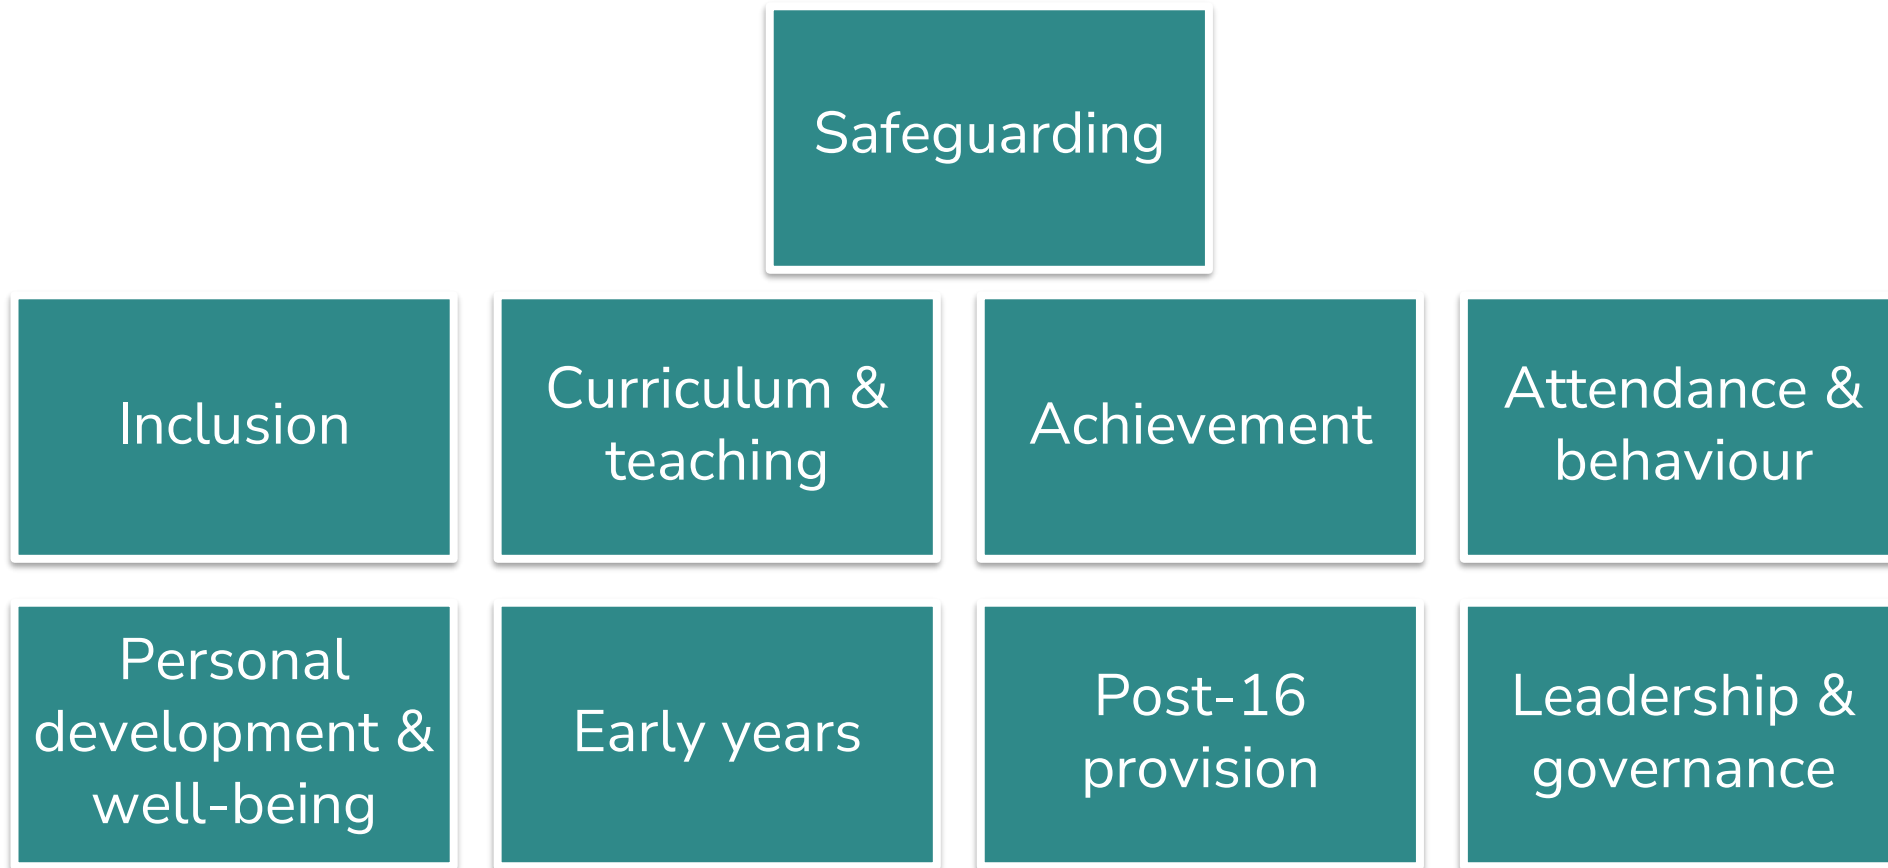 Safeguarding
Inclusion
Curriculum &
teaching
Achievement
Attendance &
behaviour
Personal
development &
well-being
Early years
Post-16
provision
Leadership &
governance